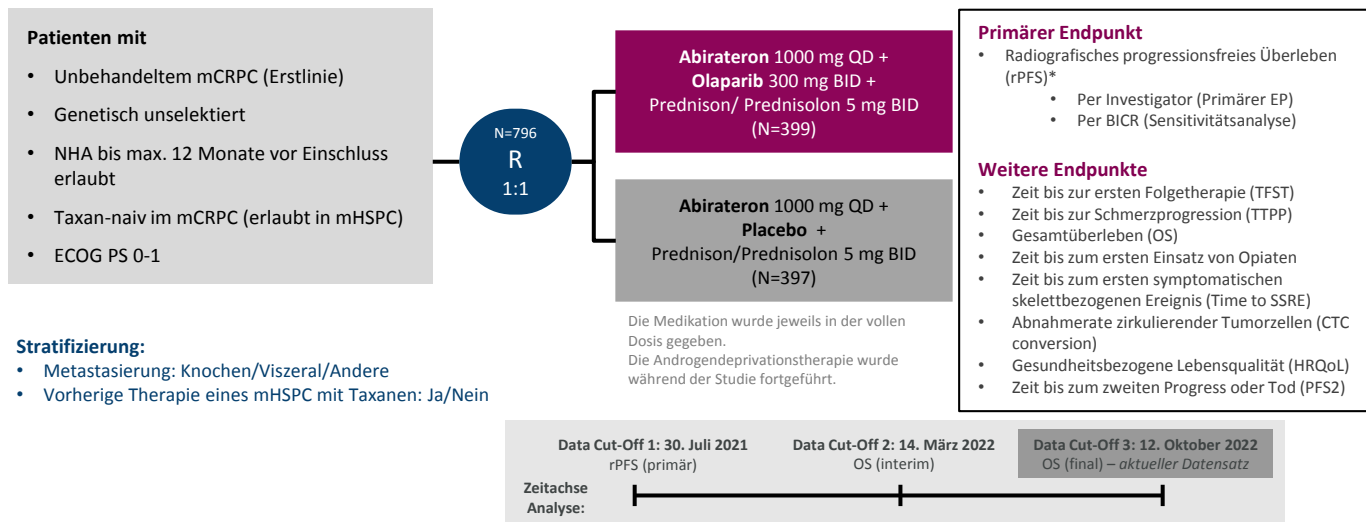 Patienten mit
• Unbehandeltem mCRPC (Erstlinie)
• Genetisch unselektiert
• NHA bis max. 12 Monate vor Einschluss
erlaubt
• Taxan-naiv im mCRPC (erlaubt in mHSPC)
• ECOG PS 0-1
Stratifizierung:
• Metastasierung: Knochen/Viszeral/Andere
• Vorherige Therapie eines mHSPC mit Taxanen: Ja/Nein
N=796
R
1:1
Abirateron 1000 mg QD +
Olaparib 300 mg BID +
Prednison/ Prednisolon 5 mg BID
(N=399)
Abirateron 1000 mg QD +
Placebo +
Prednison/Prednisolon 5 mg BID
(N=397)
Die Medikation wurde jeweils in der vollen
Dosis gegeben.
Die Androgendeprivationstherapie wurde
während der Studie fortgeführt.
Primärer Endpunkt
• Radiografisches progressionsfreies Überleben
(rPFS)*
• Per Investigator (Primärer EP)
• Per BICR (Sensitivitätsanalyse)
Weitere Endpunkte
• Zeit bis zur ersten Folgetherapie (TFST)
• Zeit bis zur Schmerzprogression (TTPP)
• Gesamtüberleben (OS)
• Zeit bis zum ersten Einsatz von Opiaten
• Zeit bis zum ersten symptomatischen
skelettbezogenen Ereignis (Time to SSRE)
• Abnahmerate zirkulierender Tumorzellen (CTC
conversion)
• Gesundheitsbezogene Lebensqualität (HRQoL)
• Zeit bis zum zweiten Progress oder Tod (PFS2)
Data Cut-Off 1: 30. Juli 2021
rPFS (primär)
Data Cut-Off 2: 14. März 2022
OS (interim)
Data Cut-Off 3: 12. Oktober 2022
OS (final) – aktueller Datensatz
Zeitachse
Analyse: